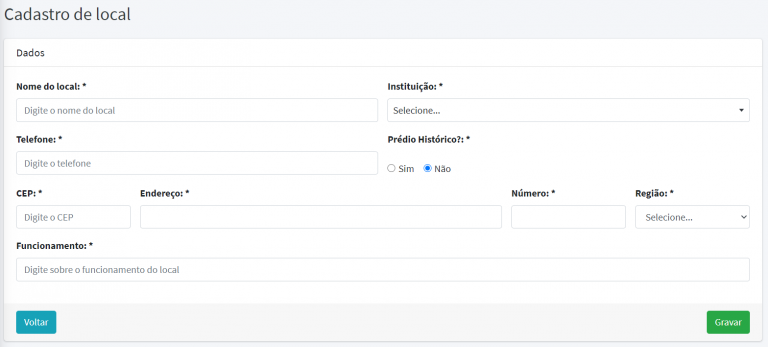 Cadastro de local
Dados
Nome do local: * Instituição: *
Digite o nome do local Selecione...
Telefone: * Prédio Histórico?: *
Digite o telefone
Sim Não
CEP: * Endereço: * Número: * Região: *
Digite o CEP Selecione...
Funcionamento: *
Digite sobre o funcionamento do local
Voltar Gravar